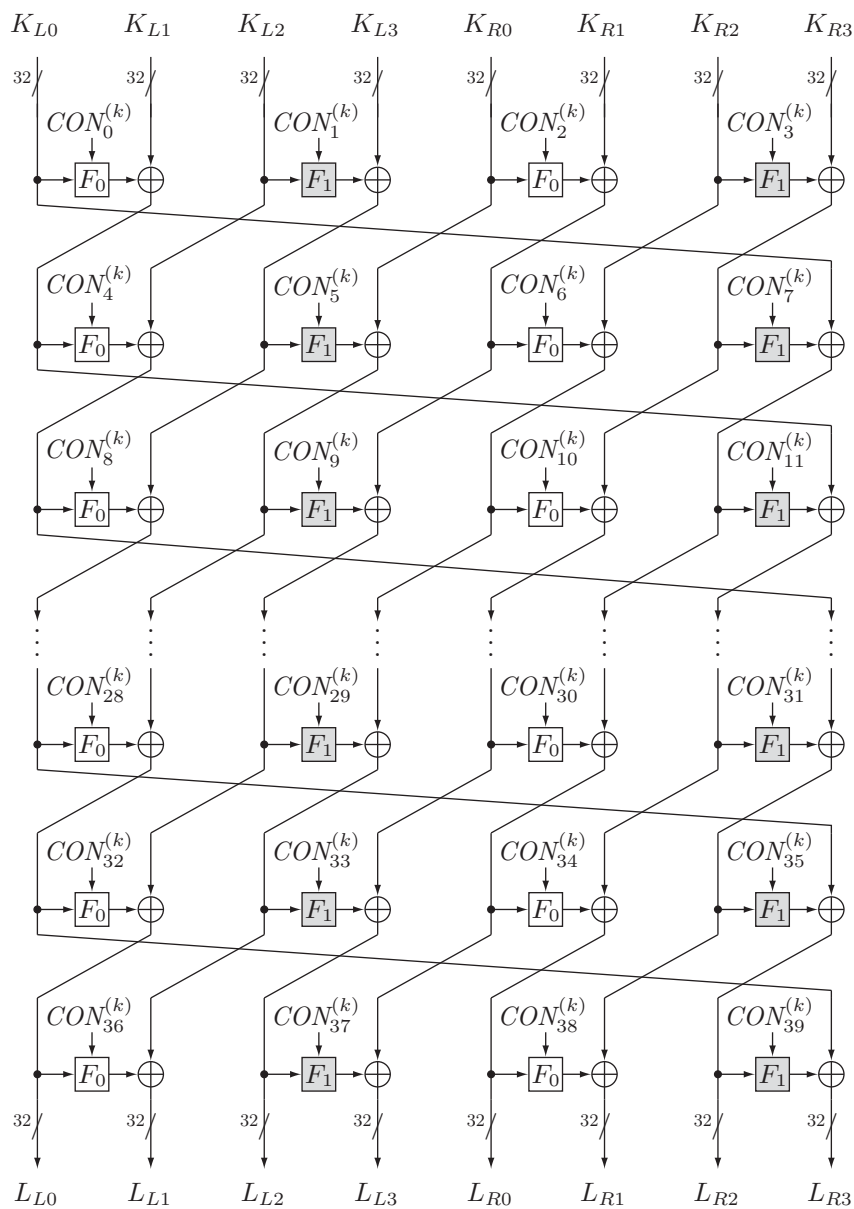 K_{L0} K_{L1} K_{L2} K_{L3} K_{R0} K_{R1} K_{R2} K_{R3}
32 32 32 32 32 32 32 32
CON_0^{(k)} CON_1^{(k)} CON_2^{(k)} CON_3^{(k)}
F_0 F_1 F_0 F_1
CON_4^{(k)} CON_5^{(k)} CON_6^{(k)} CON_7^{(k)}
F_0 F_1 F_0 F_1
CON_8^{(k)} CON_9^{(k)} CON_{10}^{(k)} CON_{11}^{(k)}
F_0 F_1 F_0 F_1
CON_{28}^{(k)} CON_{29}^{(k)} CON_{30}^{(k)} CON_{31}^{(k)}
F_0 F_1 F_0 F_1
CON_{32}^{(k)} CON_{33}^{(k)} CON_{34}^{(k)} CON_{35}^{(k)}
F_0 F_1 F_0 F_1
CON_{36}^{(k)} CON_{37}^{(k)} CON_{38}^{(k)} CON_{39}^{(k)}
F_0 F_1 F_0 F_1
32 32 32 32 32 32 32 32
L_{L0} L_{L1} L_{L2} L_{L3} L_{R0} L_{R1} L_{R2} L_{R3}